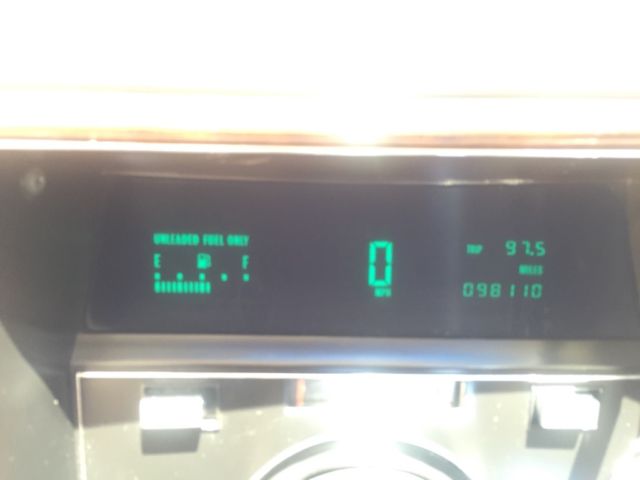 UNLEADED FUEL ONLY
E F
0
MPH
TRIP 97.5
MILES
098110